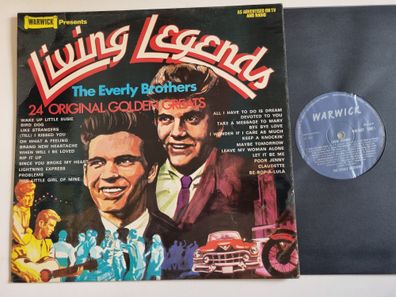 WARWICK Presents
AS ADVERTISED ON TV
AND RADIO
Living Legends
The Everly Brothers
24 ORIGINAL GOLDEN GREATS
WAKE UP LITTLE SUSIE
BIRD DOG
LIKE STRANGERS
('TILL) I KISSED YOU
OH WHAT A FEELING
BRAND NEW HEARTACHE
WHEN WILL I BE LOVED
RIP IT UP
SINCE YOU BROKE MY HEART
LIGHTNING EXPRESS
PROBLEMS
LITTLE GIRL OF MINE
ALL I HAVE TO DO IS DREAM
DEVOTED TO YOU
TAKE A MESSAGE TO MARY
BYE BYE LOVE
I WONDER IF I CARE AS MUCH
KEEP A KNOCKIN'
MAYBE TOMORROW
LEAVE MY WOMAN ALONE
LET IT BE ME
POOR JENNY
CLAUDETTE
BE-BOP-A-LULA
WARWICK